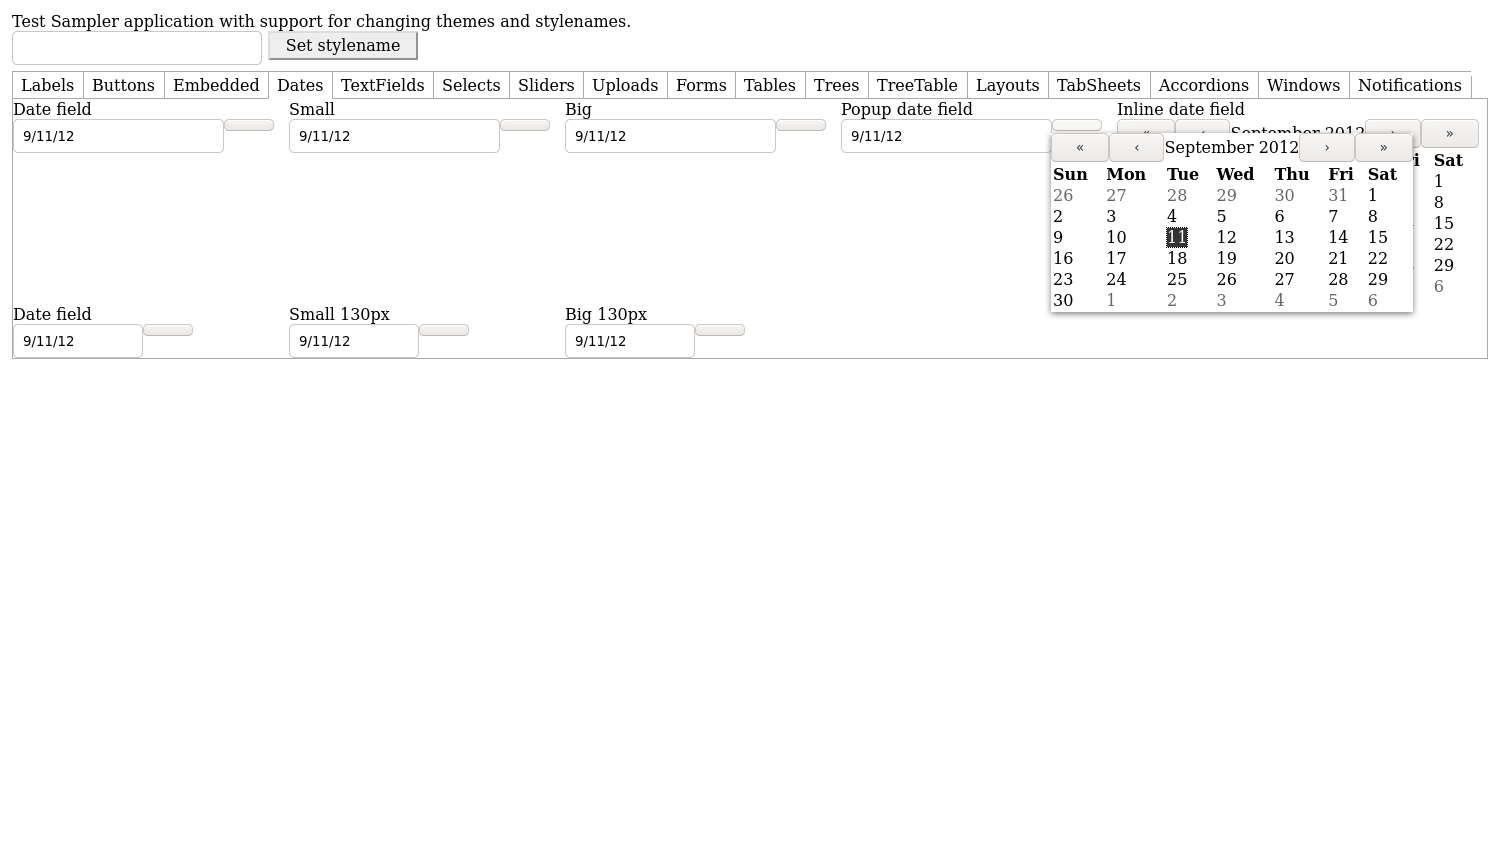 Test Sampler application with support for changing themes and stylenames.
Set stylename
Labels Buttons Embedded Dates TextFields Selects Sliders Uploads Forms Tables Trees TreeTable Layouts TabSheets Accordions Windows Notifications
Date field Small Big Popup date field Inline date field
9/11/12 9/11/12 9/11/12 9/11/12
« ‹ September 2012 › »
« ‹ September 2012 › »
Sat
1
8
15
22
29
6
Sun Mon Tue Wed Thu Fri Sat
26 27 28 29 30 31 1
2 3 4 5 6 7 8
9 10 11 12 13 14 15
16 17 18 19 20 21 22
23 24 25 26 27 28 29
30 1 2 3 4 5 6
Date field Small 130px Big 130px
9/11/12 9/11/12 9/11/12